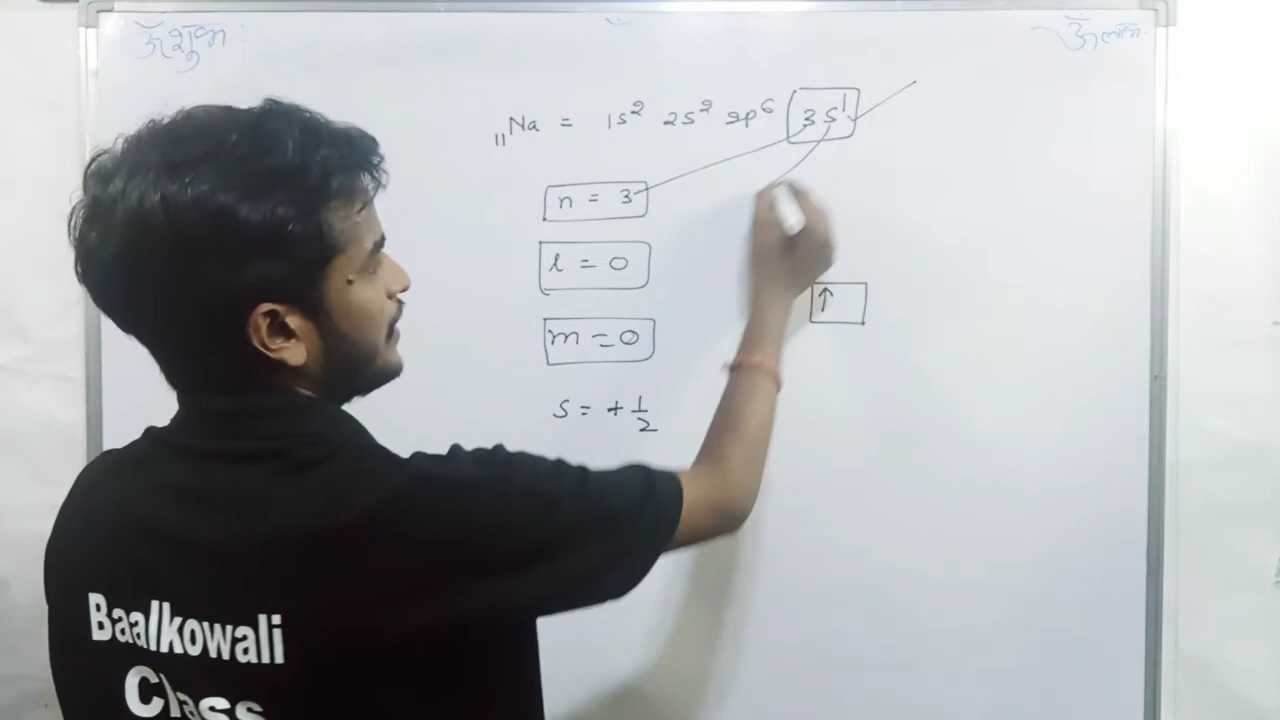 ॐ शुभ
₁₁Na = 1s² 2s² 2p⁶ 3s¹
n = 3
l = 0
↑
m = 0
s = + 1/2
Baalkowali
Class